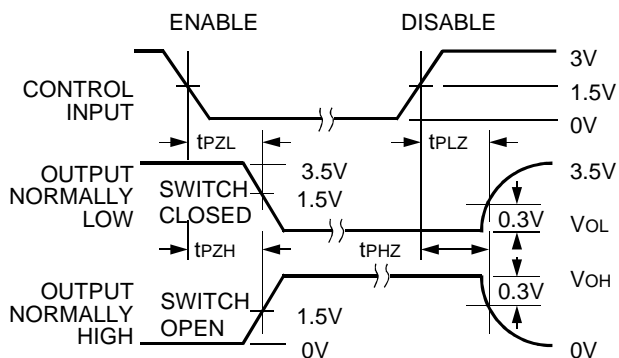 ENABLE DISABLE
CONTROL INPUT
3V
1.5V
0V
tPZL
tPLZ
OUTPUT NORMALLY LOW
SWITCH CLOSED
3.5V
1.5V
3.5V
0.3V
VOL
tPZH
tPHZ
OUTPUT NORMALLY HIGH
SWITCH OPEN
1.5V
0V
VOH
0.3V
0V